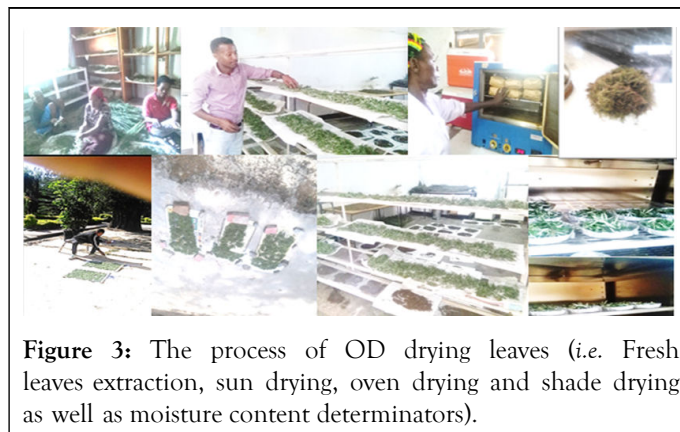 Figure 3: The process of OD drying leaves (i.e. Fresh
leaves extraction, sun drying, oven drying and shade drying
as well as moisture content determinators).